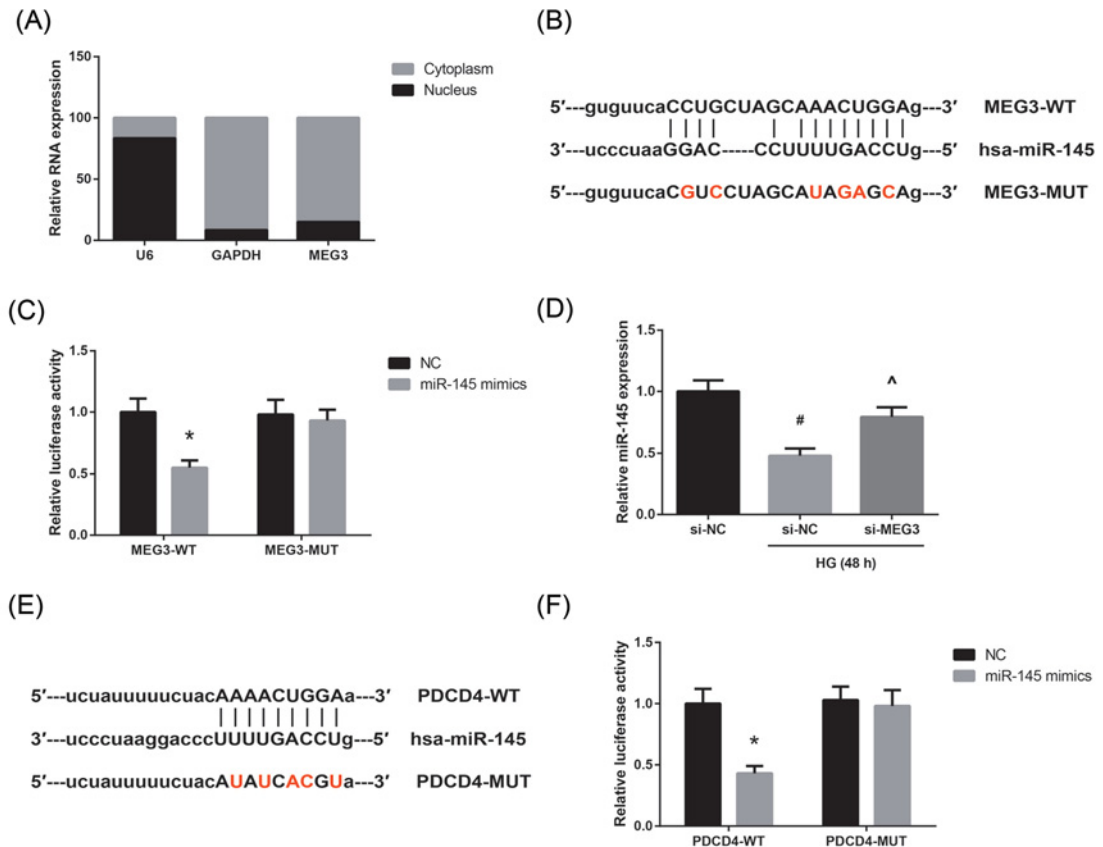 (A)
Relative RNA expression
150
100
50
0
U6 GAPDH MEG3
Cytoplasm
Nucleus
(B)
5′---guguucaCCUGCUAGCAAACUGGAg---3′ MEG3-WT
3′---ucccuaaGGAC-----CCUUUUGACCUg---5′ hsa-miR-145
5′---guguucaCGUCCUAGCAUAGAGCAg---3′ MEG3-MUT
(C)
Relative luciferase activity
1.5
1.0
0.5
0.0
*
MEG3-WT MEG3-MUT
NC
miR-145 mimics
(D)
Relative miR-145 expression
1.5
1.0
0.5
0.0
#
^
si-NC si-NC si-MEG3
HG (48 h)
(E)
5′---ucuauuuuucuacAAAACUGGAa---3′ PDCD4-WT
3′---ucccuaaggacccUUUUGACCUg---5′ hsa-miR-145
5′---ucuauuuuucuacAUAUCACGUa---3′ PDCD4-MUT
(F)
Relative luciferase activity
1.5
1.0
0.5
0.0
*
PDCD4-WT PDCD4-MUT
NC
miR-145 mimics